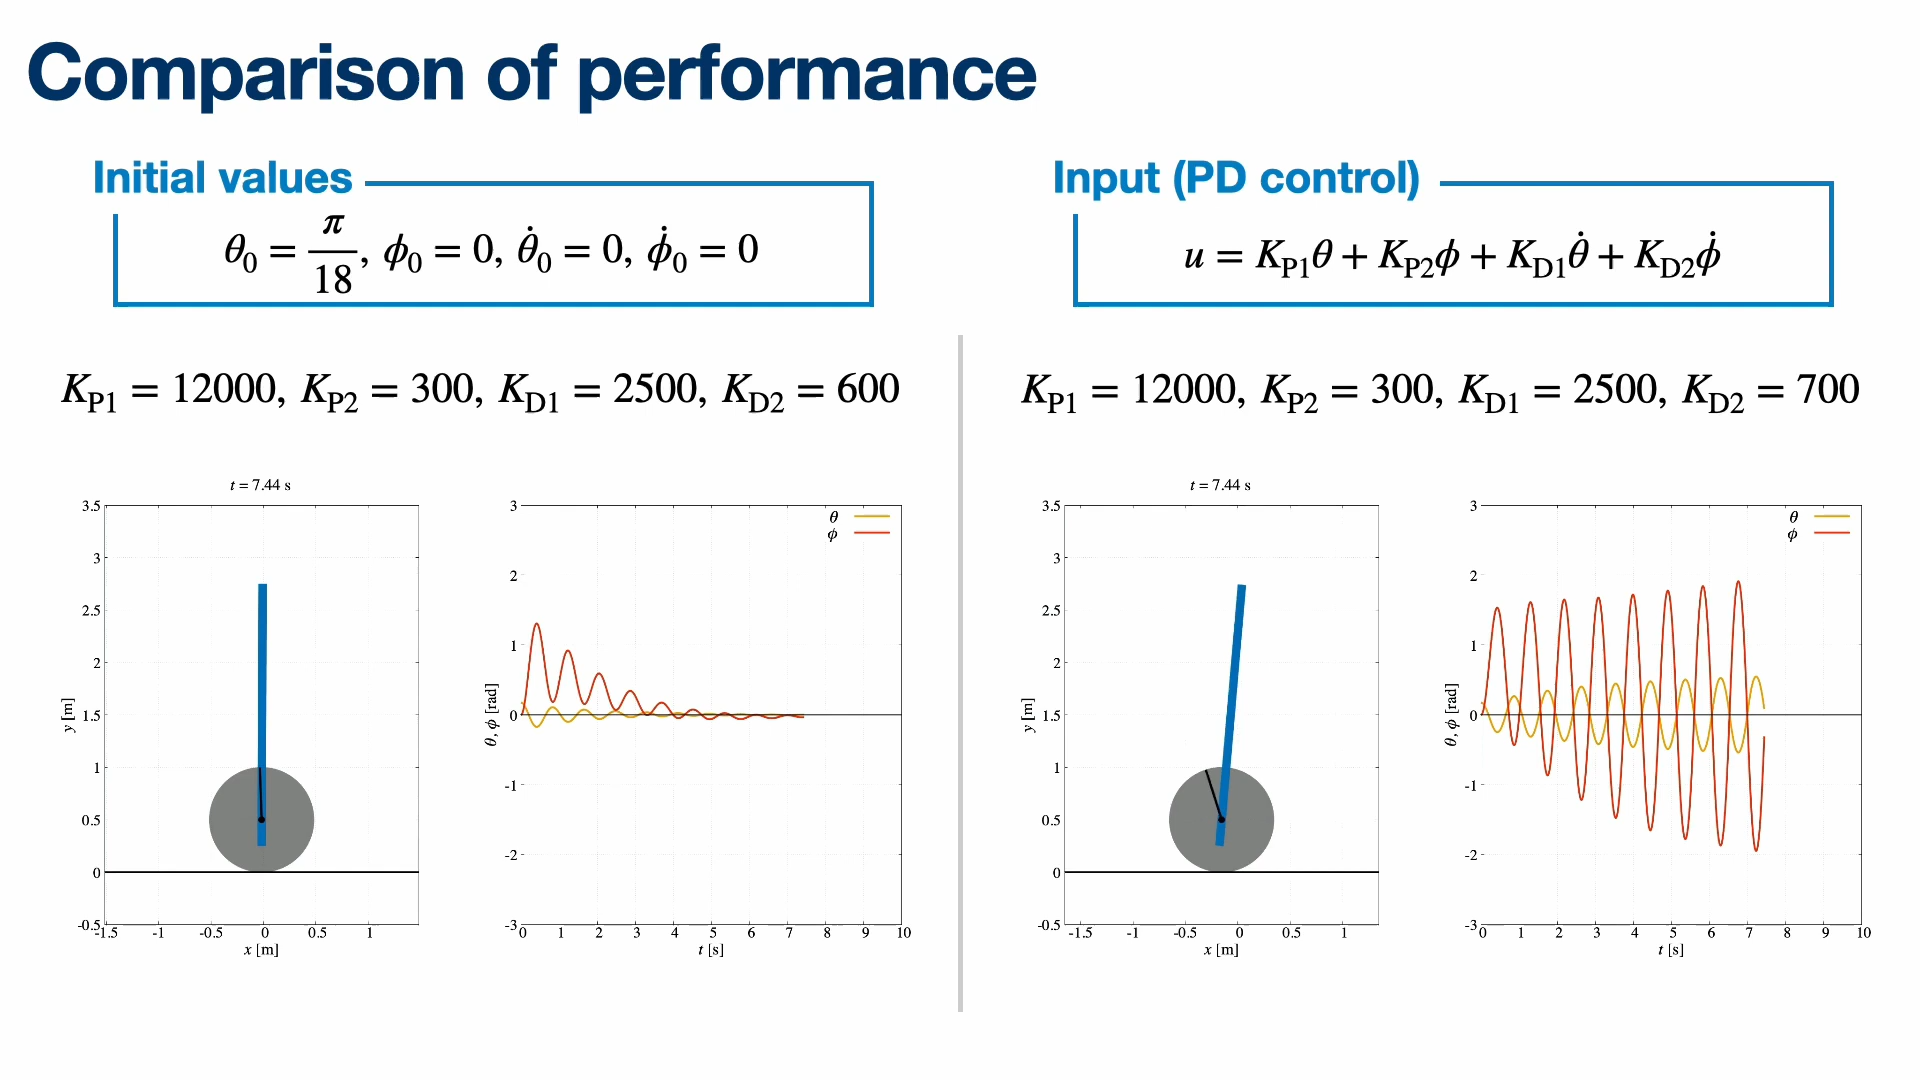 Comparison of performance
Initial values
θ₀ = π/18, ϕ₀ = 0, θ̇₀ = 0, ϕ̇₀ = 0
Input (PD control)
u = K_P1 θ + K_P2 ϕ + K_D1 θ̇ + K_D2 ϕ̇
K_P1 = 12000, K_P2 = 300, K_D1 = 2500, K_D2 = 600
t = 7.44 s
3.5
3
2.5
2
1.5
1
0.5
0
-0.5
y [m]
-1.5 -1 -0.5 0 0.5 1
x [m]
θ
ϕ
3
2
1
0
-1
-2
-3
θ, ϕ [rad]
0 1 2 3 4 5 6 7 8 9 10
t [s]
K_P1 = 12000, K_P2 = 300, K_D1 = 2500, K_D2 = 700
t = 7.44 s
3.5
3
2.5
2
1.5
1
0.5
0
-0.5
y [m]
-1.5 -1 -0.5 0 0.5 1
x [m]
θ
ϕ
3
2
1
0
-1
-2
-3
θ, ϕ [rad]
0 1 2 3 4 5 6 7 8 9 10
t [s]